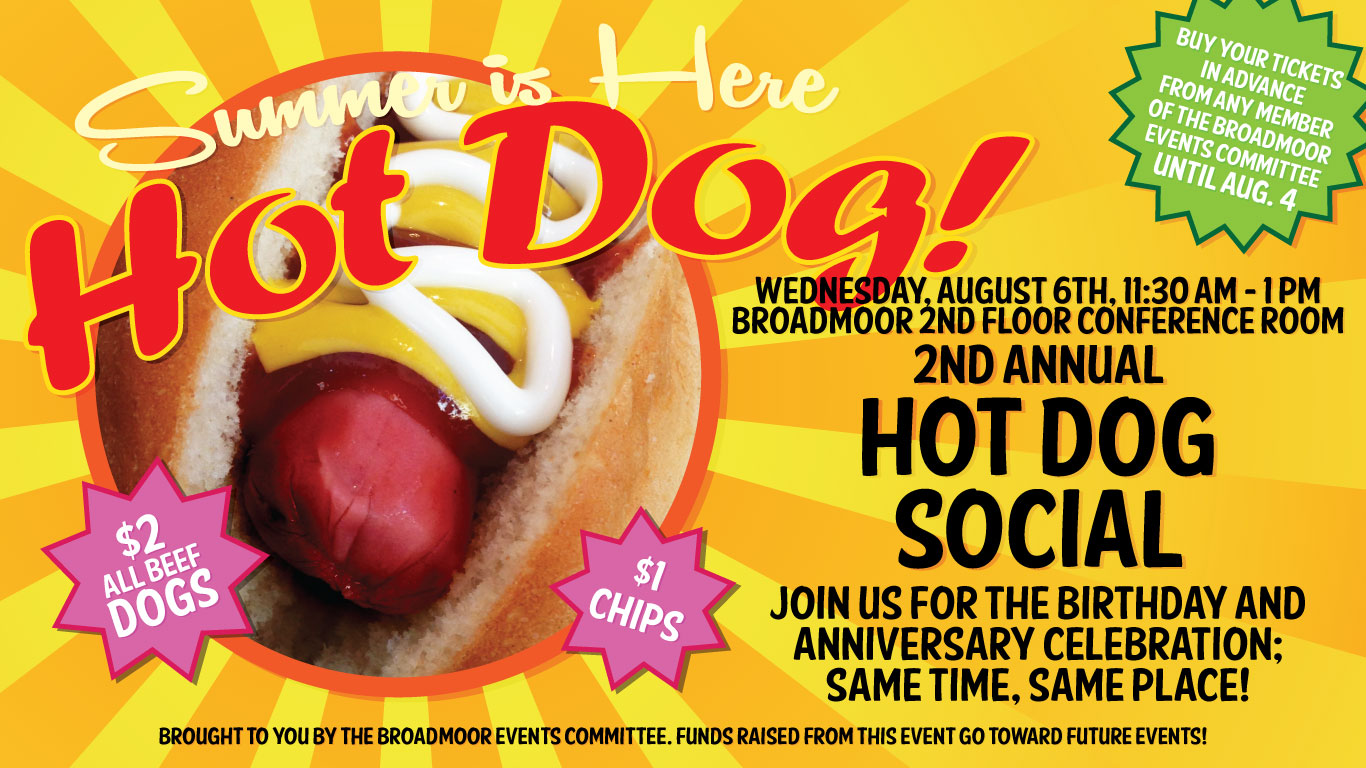 Summer is Here
Hot Dog!
BUY YOUR TICKETS
IN ADVANCE
FROM ANY MEMBER
OF THE BROADMOOR
EVENTS COMMITTEE
UNTIL AUG. 4
WEDNESDAY, AUGUST 6TH, 11:30 AM - 1 PM
BROADMOOR 2ND FLOOR CONFERENCE ROOM
2ND ANNUAL
HOT DOG
SOCIAL
JOIN US FOR THE BIRTHDAY AND
ANNIVERSARY CELEBRATION;
SAME TIME, SAME PLACE!
$2
ALL BEEF
DOGS
$1
CHIPS
BROUGHT TO YOU BY THE BROADMOOR EVENTS COMMITTEE. FUNDS RAISED FROM THIS EVENT GO TOWARD FUTURE EVENTS!